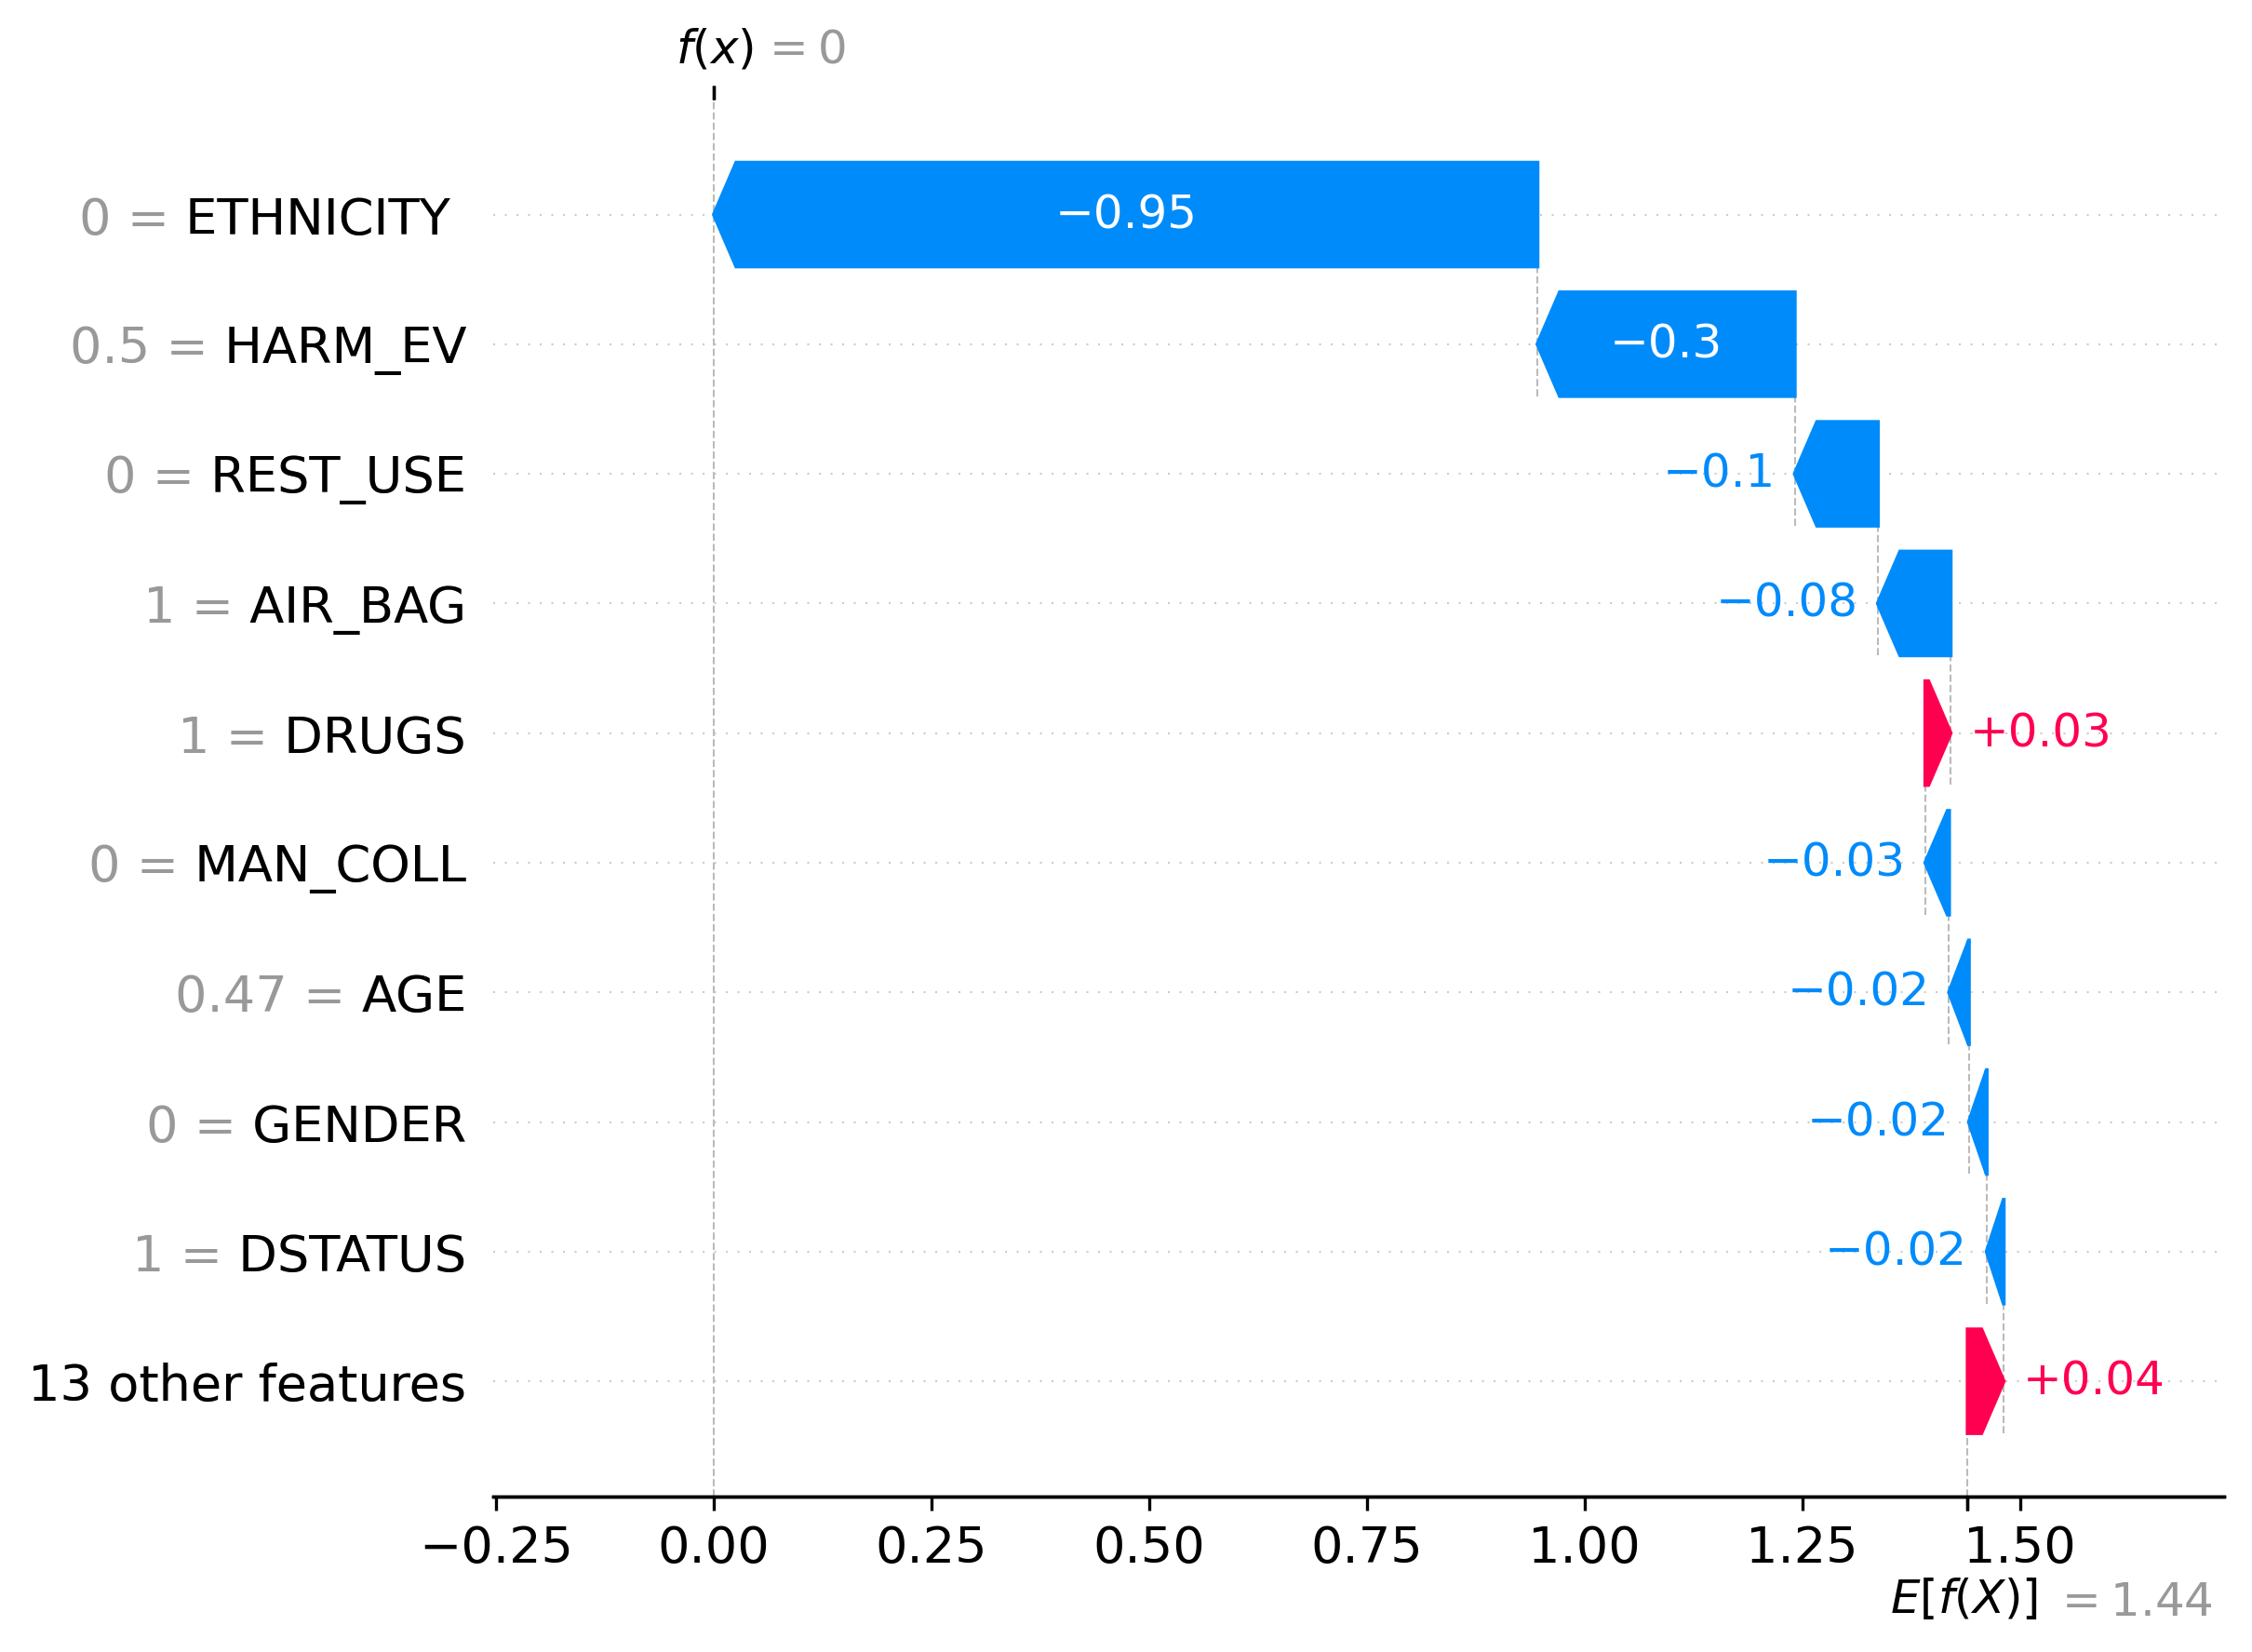 f(x) = 0
0 = ETHNICITY −0.95
0.5 = HARM_EV −0.3
0 = REST_USE −0.1
1 = AIR_BAG −0.08
1 = DRUGS +0.03
0 = MAN_COLL −0.03
0.47 = AGE −0.02
0 = GENDER −0.02
1 = DSTATUS −0.02
13 other features +0.04
−0.25 0.00 0.25 0.50 0.75 1.00 1.25 1.50
E[f(X)] = 1.44